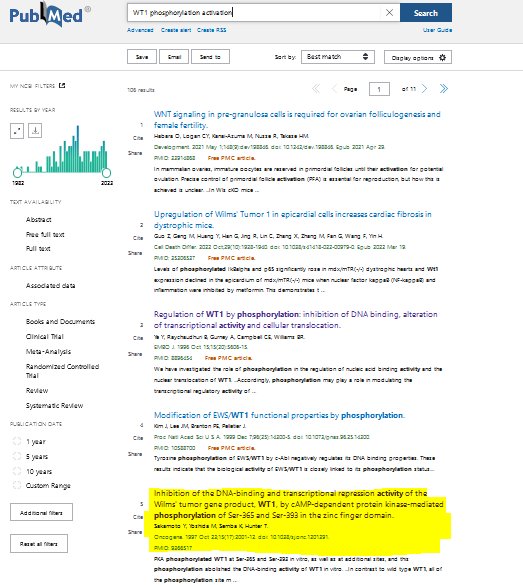 PubMed®
WT1 phosphorylation activation
Search
Advanced Create alert Create RSS
User Guide
Save Email Send to
Sort by: Best match
Display options
MY NCBI FILTERS
106 results
Page 1 of 11
RESULTS BY YEAR
1982 2022
TEXT AVAILABILITY
Abstract
Free full text
Full text
ARTICLE ATTRIBUTE
Associated data
ARTICLE TYPE
Books and Documents
Clinical Trial
Meta-Analysis
Randomized Controlled
Trial
Review
Systematic Review
PUBLICATION DATE
1 year
5 years
10 years
Custom Range
Additional filters
Reset all filters
1
Cite
Share
WNT signaling in pre-granulosa cells is required for ovarian folliculogenesis and
female fertility.
Habara O, Logan CY, Kanai-Azuma M, Nusse R, Takase HM.
Development. 2021 May 1;148(9):dev198846. doi: 10.1242/dev.198846. Epub 2021 Apr 29.
PMID: 33914868 Free PMC article.
In mammalian ovaries, immature oocytes are reserved in primordial follicles until their activation for potential
ovulation. Precise control of primordial follicle activation (PFA) is essential for reproduction, but how this is
achieved is unclear. ...In Wls cKO mice ...
2
Cite
Share
Upregulation of Wilms' Tumor 1 in epicardial cells increases cardiac fibrosis in
dystrophic mice.
Guo Z, Geng M, Huang Y, Han G, Jing R, Lin C, Zhang X, Zhang M, Fan G, Wang F, Yin H.
Cell Death Differ. 2022 Oct;29(10):1928-1940. doi: 10.1038/s41418-022-00979-0. Epub 2022 Mar 19.
PMID: 35306537 Free PMC article.
Levels of phosphorylated IκBalpha and p65 significantly rose in mdx/mTR(-/-) dystrophic hearts and Wt1
expression declined in the epicardium of mdx/mTR(-/-) mice when nuclear factor kappaB (NF-kappaB) and
inflammation were inhibited by metformin. This demonstrates t ...
3
Cite
Share
Regulation of WT1 by phosphorylation: inhibition of DNA binding, alteration
of transcriptional activity and cellular translocation.
Ye Y, Raychaudhuri B, Gurney A, Campbell CE, Williams BR.
EMBO J. 1996 Oct 15;15(20):5606-15.
PMID: 8896454 Free PMC article.
We have investigated the role of phosphorylation in the regulation of nucleic acid binding activity and the
nuclear translocation of WT1. ...Accordingly, phosphorylation may play a role in modulating the
transcriptional regulatory activity of ...
4
Cite
Share
Modification of EWS/WT1 functional properties by phosphorylation.
Kim J, Lee JM, Branton PE, Pelletier J.
Proc Natl Acad Sci U S A. 1999 Dec 7;96(25):14300-5. doi: 10.1073/pnas.96.25.14300.
PMID: 10588700 Free PMC article.
Tyrosine phosphorylation of EWS/WT1 by c-Abl negatively regulates its DNA binding properties. These
results indicate that the biological activity of EWS/WT1 is closely linked to its phosphorylation status...
5
Cite
Share
Inhibition of the DNA-binding and transcriptional repression activity of the
Wilms' tumor gene product, WT1, by cAMP-dependent protein kinase-mediated
phosphorylation of Ser-365 and Ser-393 in the zinc finger domain.
Sakamoto Y, Yoshida M, Semba K, Hunter T.
Oncogene. 1997 Oct 23;15(17):2001-12. doi: 10.1038/sj.onc.1201391.
PMID: 9366517
PKA phosphorylated WT1 at Ser-365 and Ser-393 in vitro, as well as at additional sites, and this
phosphorylation abolished the DNA-binding activity of WT1 in vitro. ...In contrast to wild type WT1, all of
the phosphorylation site m ...